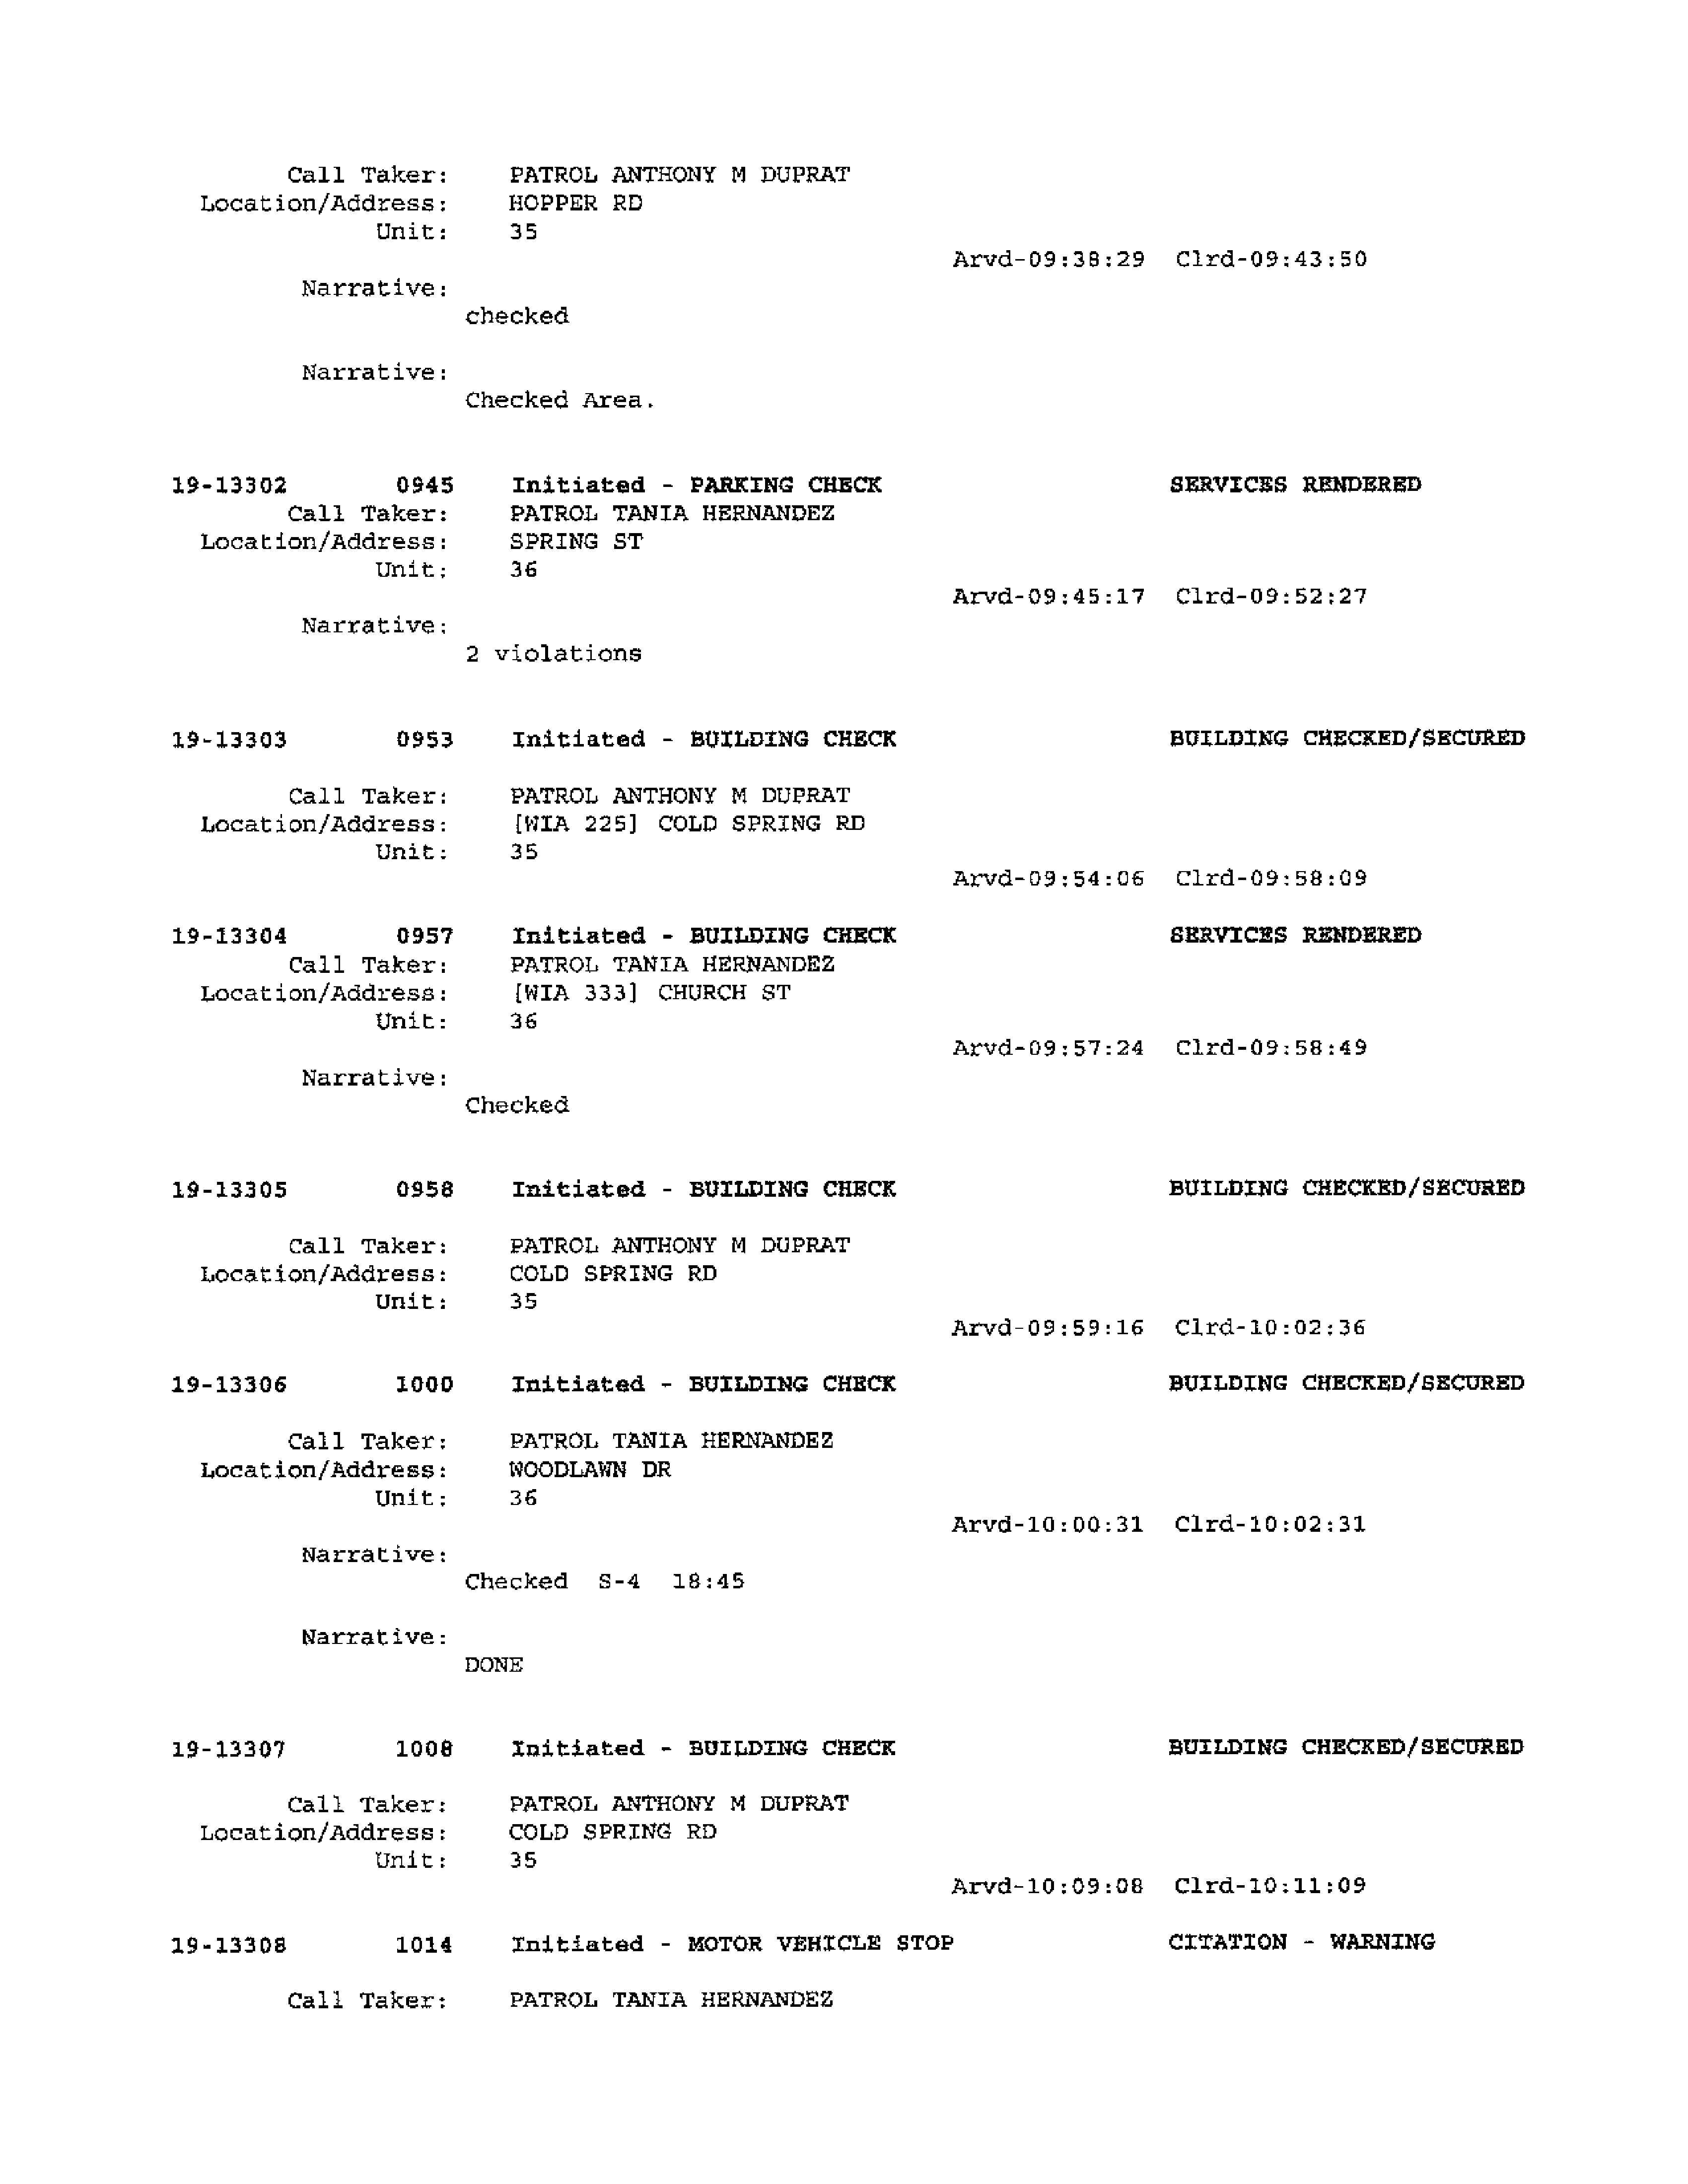 Call Taker: PATROL ANTHONY M DUPRAT
Location/Address: HOPPER RD
Unit: 35
Arvd-09:38:29 Clrd-09:43:50
Narrative:
checked
Narrative:
Checked Area.
19-13302 0945 Initiated - PARKING CHECK SERVICES RENDERED
Call Taker: PATROL TANIA HERNANDEZ
Location/Address: SPRING ST
Unit: 36
Arvd-09:45:17 Clrd-09:52:27
Narrative:
2 violations
19-13303 0953 Initiated - BUILDING CHECK BUILDING CHECKED/SECURED
Call Taker: PATROL ANTHONY M DUPRAT
Location/Address: [WIA 225] COLD SPRING RD
Unit: 35
Arvd-09:54:06 Clrd-09:58:09
19-13304 0957 Initiated - BUILDING CHECK SERVICES RENDERED
Call Taker: PATROL TANIA HERNANDEZ
Location/Address: [WIA 333] CHURCH ST
Unit: 36
Arvd-09:57:24 Clrd-09:58:49
Narrative:
Checked
19-13305 0958 Initiated - BUILDING CHECK BUILDING CHECKED/SECURED
Call Taker: PATROL ANTHONY M DUPRAT
Location/Address: COLD SPRING RD
Unit: 35
Arvd-09:59:16 Clrd-10:02:36
19-13306 1000 Initiated - BUILDING CHECK BUILDING CHECKED/SECURED
Call Taker: PATROL TANIA HERNANDEZ
Location/Address: WOODLAWN DR
Unit: 36
Arvd-10:00:31 Clrd-10:02:31
Narrative:
Checked S-4 18:45
Narrative:
DONE
19-13307 1008 Initiated - BUILDING CHECK BUILDING CHECKED/SECURED
Call Taker: PATROL ANTHONY M DUPRAT
Location/Address: COLD SPRING RD
Unit: 35
Arvd-10:09:08 Clrd-10:11:09
19-13308 1014 Initiated - MOTOR VEHICLE STOP CITATION - WARNING
Call Taker: PATROL TANIA HERNANDEZ